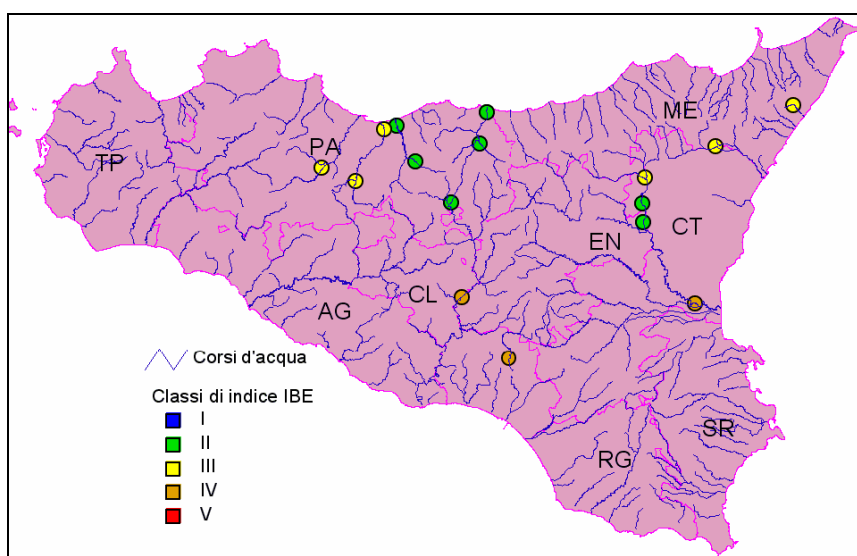 ME
PA
TP
CT
EN
CL
AG
Corsi d'acqua
Classi di indice IBE
I
II
III
IV
V
SR
RG